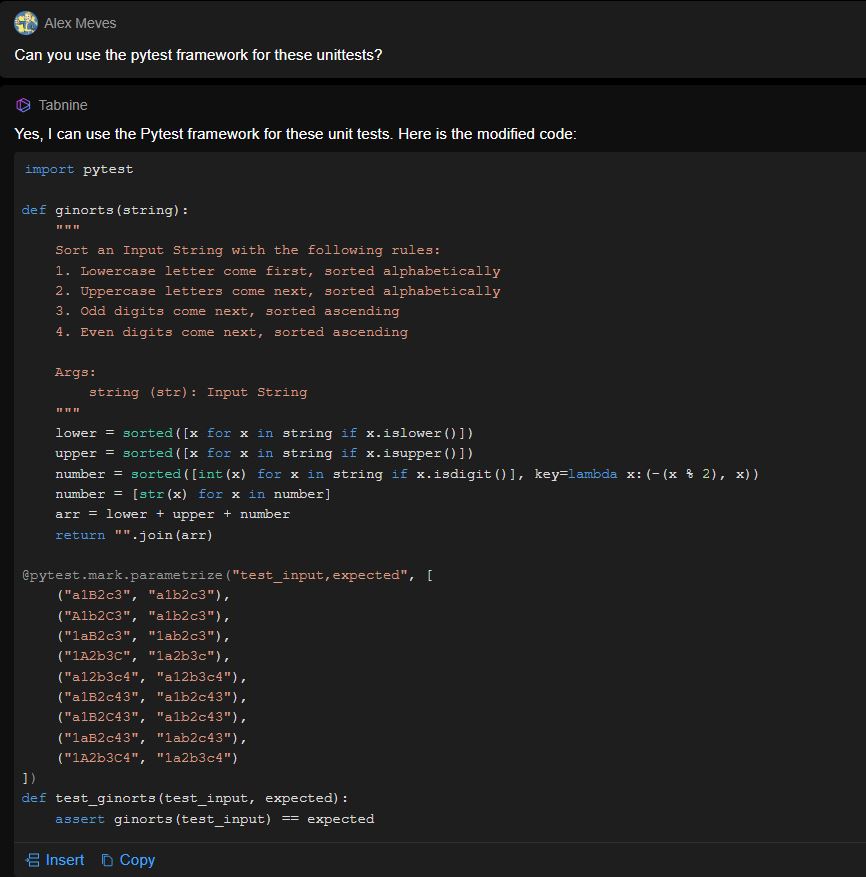 Alex Meves
Can you use the pytest framework for these unittests?
Tabnine
Yes, I can use the Pytest framework for these unit tests. Here is the modified code:
import pytest
def ginorts(string):
    """
    Sort an Input String with the following rules:
    1. Lowercase letter come first, sorted alphabetically
    2. Uppercase letters come next, sorted alphabetically
    3. Odd digits come next, sorted ascending
    4. Even digits come next, sorted ascending
    Args:
        string (str): Input String
    """
    lower = sorted([x for x in string if x.islower()])
    upper = sorted([x for x in string if x.isupper()])
    number = sorted([int(x) for x in string if x.isdigit()], key=lambda x:(-(x % 2), x))
    number = [str(x) for x in number]
    arr = lower + upper + number
    return "".join(arr)
@pytest.mark.parametrize("test_input,expected", [
    ("a1B2c3", "a1b2c3"),
    ("A1b2C3", "a1b2c3"),
    ("1aB2c3", "1ab2c3"),
    ("1A2b3C", "1a2b3c"),
    ("a12b3c4", "a12b3c4"),
    ("a1B2c43", "a1b2c43"),
    ("a1B2C43", "a1b2c43"),
    ("1aB2c43", "1ab2c43"),
    ("1A2b3C4", "1a2b3c4")
])
def test_ginorts(test_input, expected):
    assert ginorts(test_input) == expected
Insert Copy